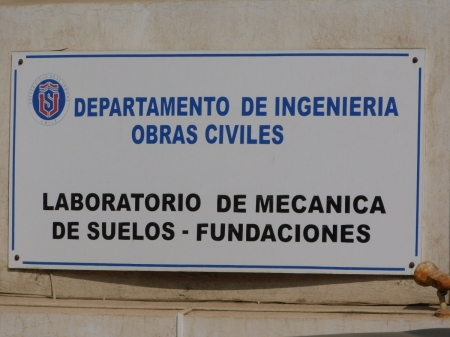 DEPARTAMENTO DE INGENIERIA
OBRAS CIVILES
LABORATORIO DE MECANICA
DE SUELOS - FUNDACIONES